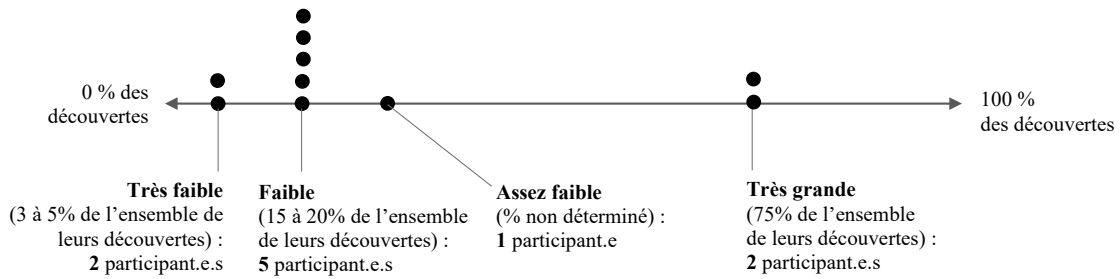 0 % des
découvertes
100 %
des découvertes
Très faible
(3 à 5% de l’ensemble de
leurs découvertes) :
2 participant.e.s
Faible
(15 à 20% de l’ensemble
de leurs découvertes) :
5 participant.e.s
Assez faible
(% non déterminé) :
1 participant.e
Très grande
(75% de l’ensemble
de leurs découvertes) :
2 participant.e.s